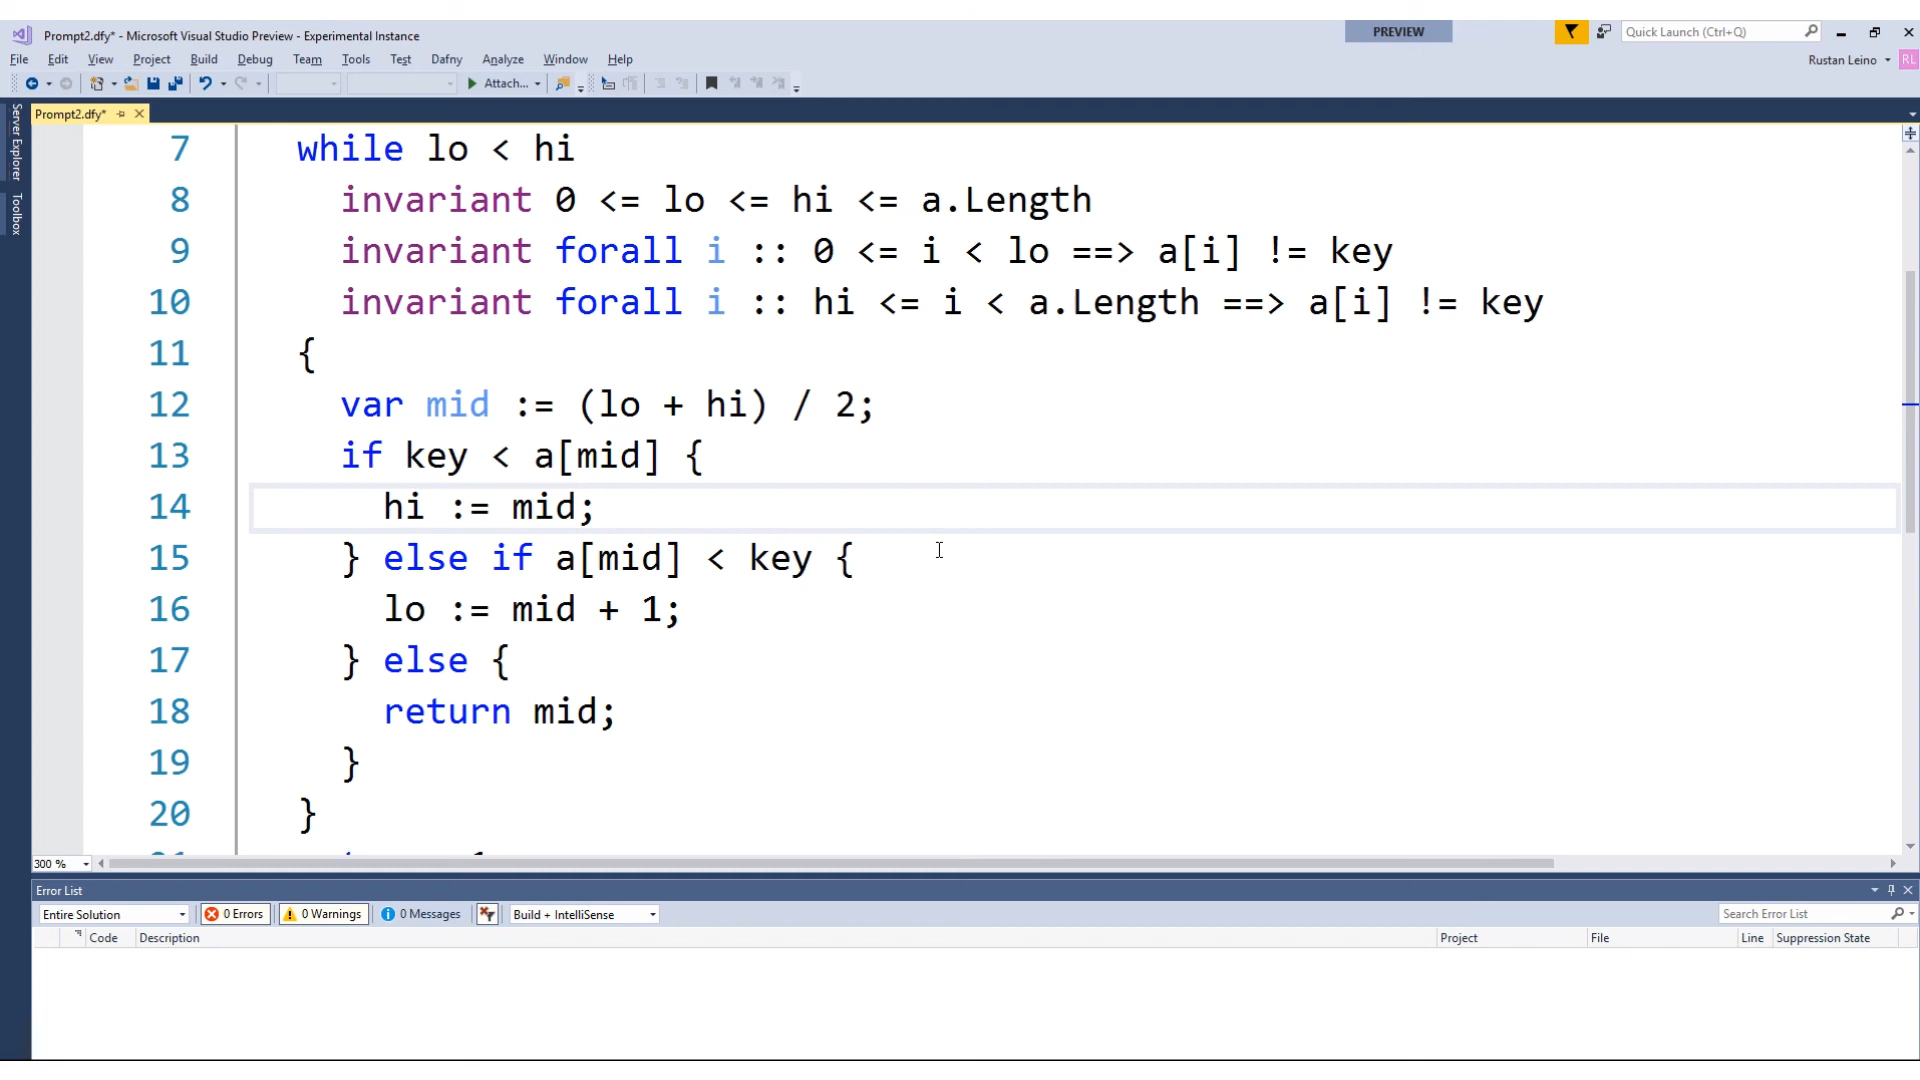 Prompt2.dfy* - Microsoft Visual Studio Preview - Experimental Instance
PREVIEW
Quick Launch (Ctrl+Q)
File Edit View Project Build Debug Team Tools Test Dafny Analyze Window Help
Rustan Leino
RL
Attach...
Prompt2.dfy*
Server Explorer
Toolbox
7 while lo < hi
8 invariant 0 <= lo <= hi <= a.Length
9 invariant forall i :: 0 <= i < lo ==> a[i] != key
10 invariant forall i :: hi <= i < a.Length ==> a[i] != key
11 {
12 var mid := (lo + hi) / 2;
13 if key < a[mid] {
14 hi := mid;
15 } else if a[mid] < key {
16 lo := mid + 1;
17 } else {
18 return mid;
19 }
20 }
300 %
Error List
Entire Solution 0 Errors 0 Warnings 0 Messages Build + IntelliSense Search Error List
Code Description Project File Line Suppression State